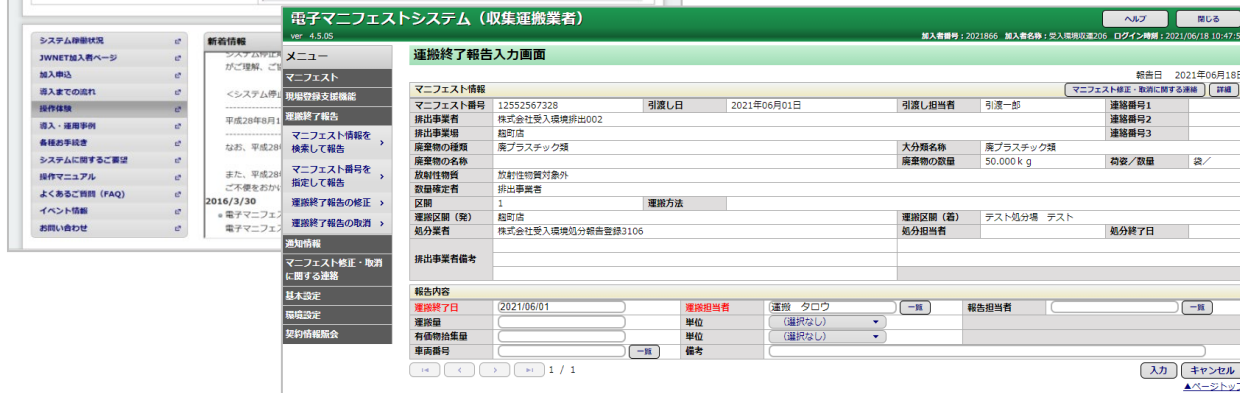 システム稼働状況
JWNET加入者ページ
加入申込
導入までの流れ
操作体験
導入・運用事例
各種お手続き
システムに関するご要望
操作マニュアル
よくあるご質問（FAQ）
イベント情報
お問い合わせ
新着情報
がご理解、ご
＜システム停止
平成28年8月1
なお、平成28
また、平成28
ご不便をおか
2016/3/30
電子マニフェ
電子マニフェ
電子マニフェストシステム（収集運搬業者）
ver 4.5.05
ヘルプ 閉じる
加入者番号：2021866 加入者名称：受入環境収運206 ログイン時刻：2021/06/18 10:47:5
メニュー
マニフェスト
現場登録支援機能
運搬終了報告
マニフェスト情報を
検索して報告
マニフェスト番号を
指定して報告
運搬終了報告の修正
運搬終了報告の取消
通知情報
マニフェスト修正・取消
に関する連絡
基本設定
環境設定
契約情報照会
運搬終了報告入力画面
報告日 2021年06月18日
マニフェスト情報 マニフェスト修正・取消に関する連絡 詳細
マニフェスト番号 12552567328 引渡し日 2021年06月01日 引渡し担当者 引渡一郎 連絡番号1
排出事業者 株式会社受入環境排出002 連絡番号2
排出事業場 麹町店 連絡番号3
廃棄物の種類 廃プラスチック類 大分類名称 廃プラスチック類
廃棄物の名称 廃棄物の数量 50.000ｋｇ 荷姿／数量 袋／
放射性物質 放射性物質対象外
数量確定者 排出事業者
区間 1 運搬方法
運搬区間（発） 麹町店 運搬区間（着） テスト処分場 テスト
処分業者 株式会社受入環境処分報告登録3106 処分担当者 処分終了日
排出事業者備考
報告内容
運搬終了日 2021/06/01 運搬担当者 運搬 タロウ 一覧 報告担当者 一覧
運搬量 単位 （選択なし）
有価物拾集量 単位 （選択なし）
車両番号 一覧 備考
1 / 1
入力 キャンセル
▲ページトップ